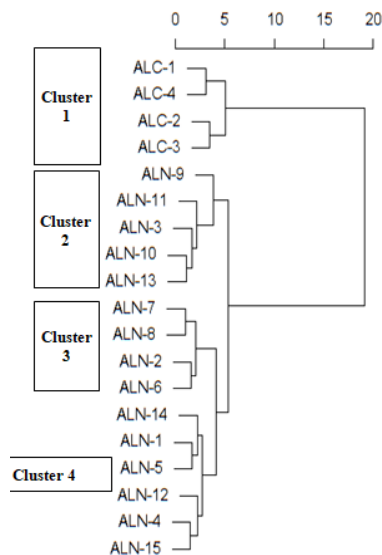 0 5 10 15 20
Cluster
1
ALC-1
ALC-4
ALC-2
ALC-3
Cluster
2
ALN-9
ALN-11
ALN-3
ALN-10
ALN-13
Cluster
3
ALN-7
ALN-8
ALN-2
ALN-6
ALN-14
ALN-1
Cluster 4
ALN-5
ALN-12
ALN-4
ALN-15